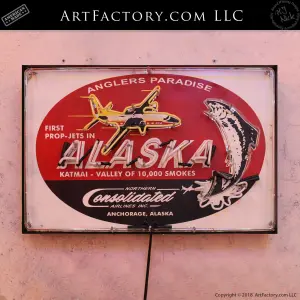 ArtFactory.com LLC
ANGLERS PARADISE
FIRST
PROP-JETS IN
ALASKA
KATMAI - VALLEY OF 10,000 SMOKES
NORTHERN
Consolidated
AIRLINES INC.
ANCHORAGE, ALASKA
Copyright © 2018 ArtFactory.com LLC